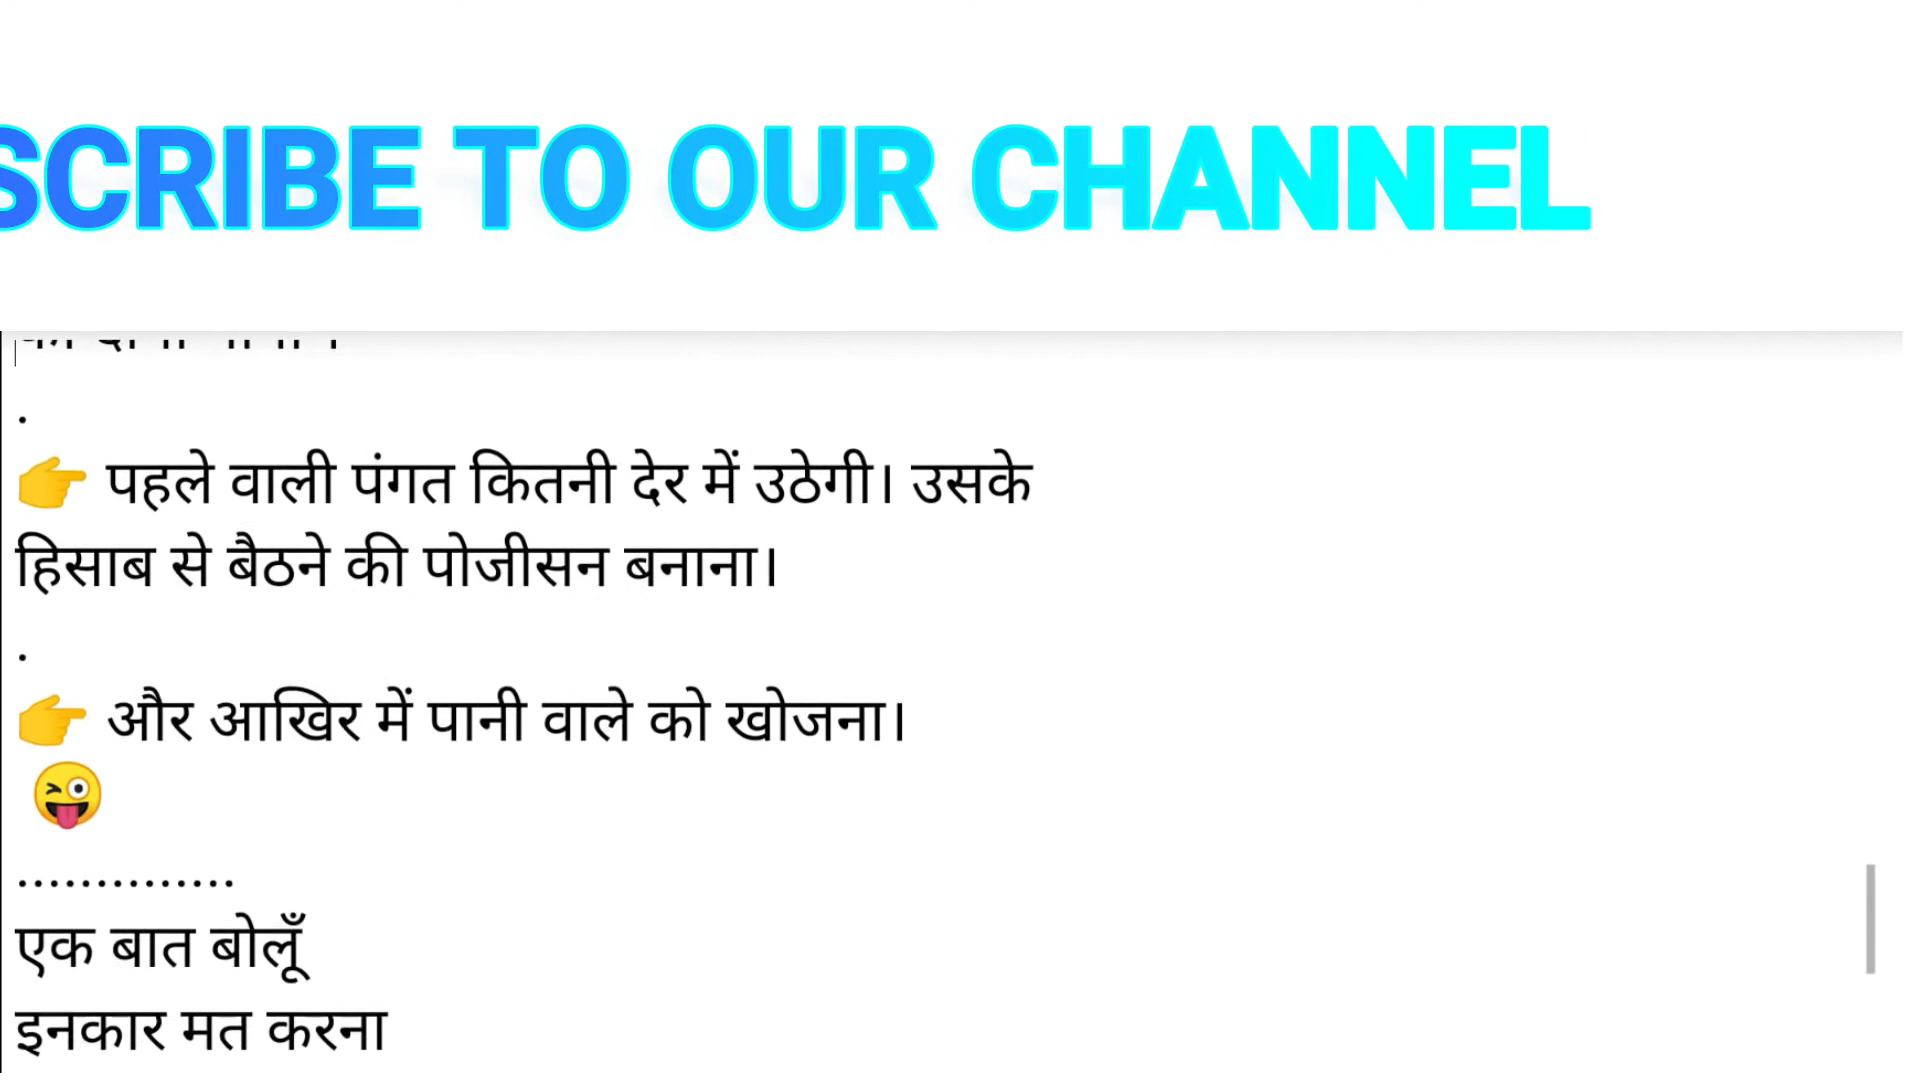 SCRIBE TO OUR CHANNEL
.
👉 पहले वाली पंगत कितनी देर में उठेगी। उसके
हिसाब से बैठने की पोजीसन बनाना।
.
👉 और आखिर में पानी वाले को खोजना।
😜
..............
एक बात बोलूँ
इनकार मत करना